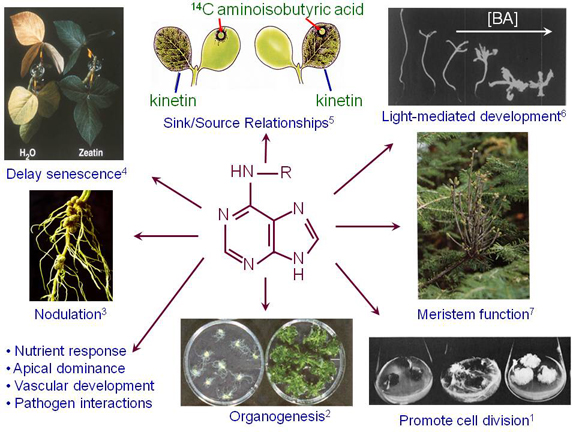 ¹⁴C aminoisobutyric acid
[BA]
kinetin
kinetin
H₂O
Zeatin
Sink/Source Relationships⁵
Light-mediated development⁶
Delay senescence⁴
HN
R
N
N
N
N
H
Nodulation³
Meristem function⁷
• Nutrient response
• Apical dominance
• Vascular development
• Pathogen interactions
Organogenesis²
Promote cell division¹